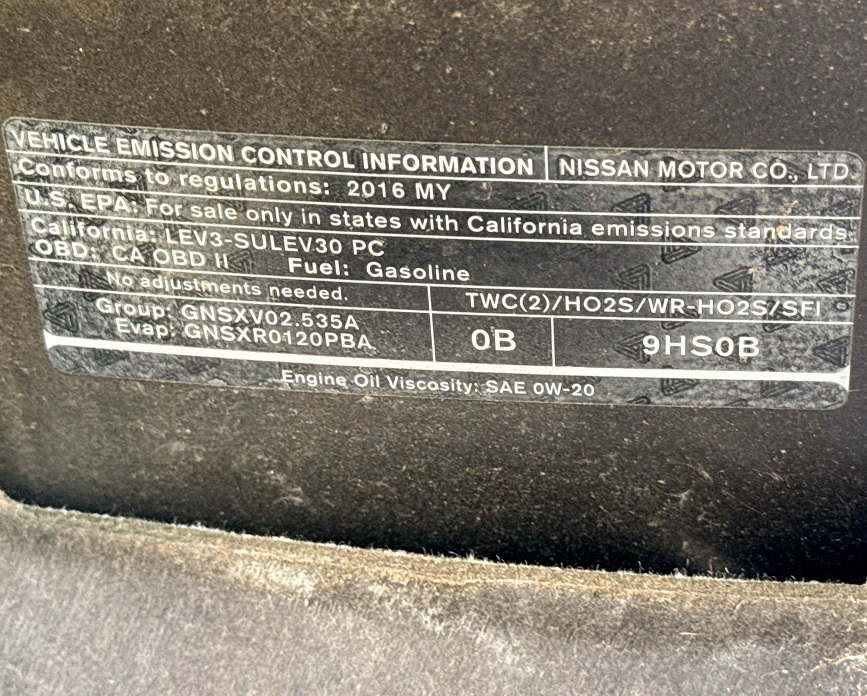 VEHICLE EMISSION CONTROL INFORMATION NISSAN MOTOR CO., LTD.
Conforms to regulations: 2016 MY
U.S. EPA: For sale only in states with California emissions standards.
California: LEV3-SULEV30 PC
OBD: CA OBD II Fuel: Gasoline
No adjustments needed. TWC(2)/HO2S/WR-HO2S/SFI
Group: GNSXV02.535A
Evap: GNSXR0120PBA 0B 9HS0B
Engine Oil Viscosity: SAE 0W-20